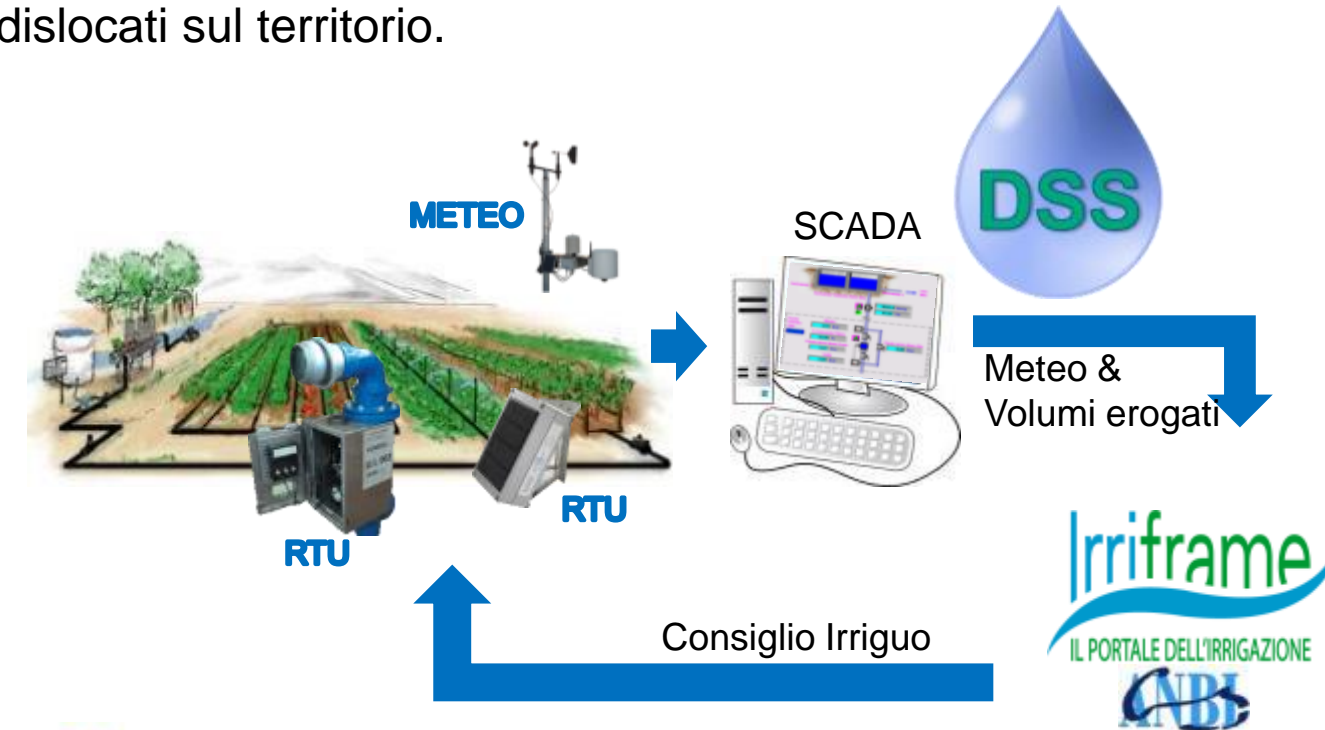 dislocati sul territorio.
DSS
METEO
SCADA
Meteo &
Volumi erogati
RTU
RTU
Irriframe
IL PORTALE DELL'IRRIGAZIONE
Consiglio Irriguo
ANBI